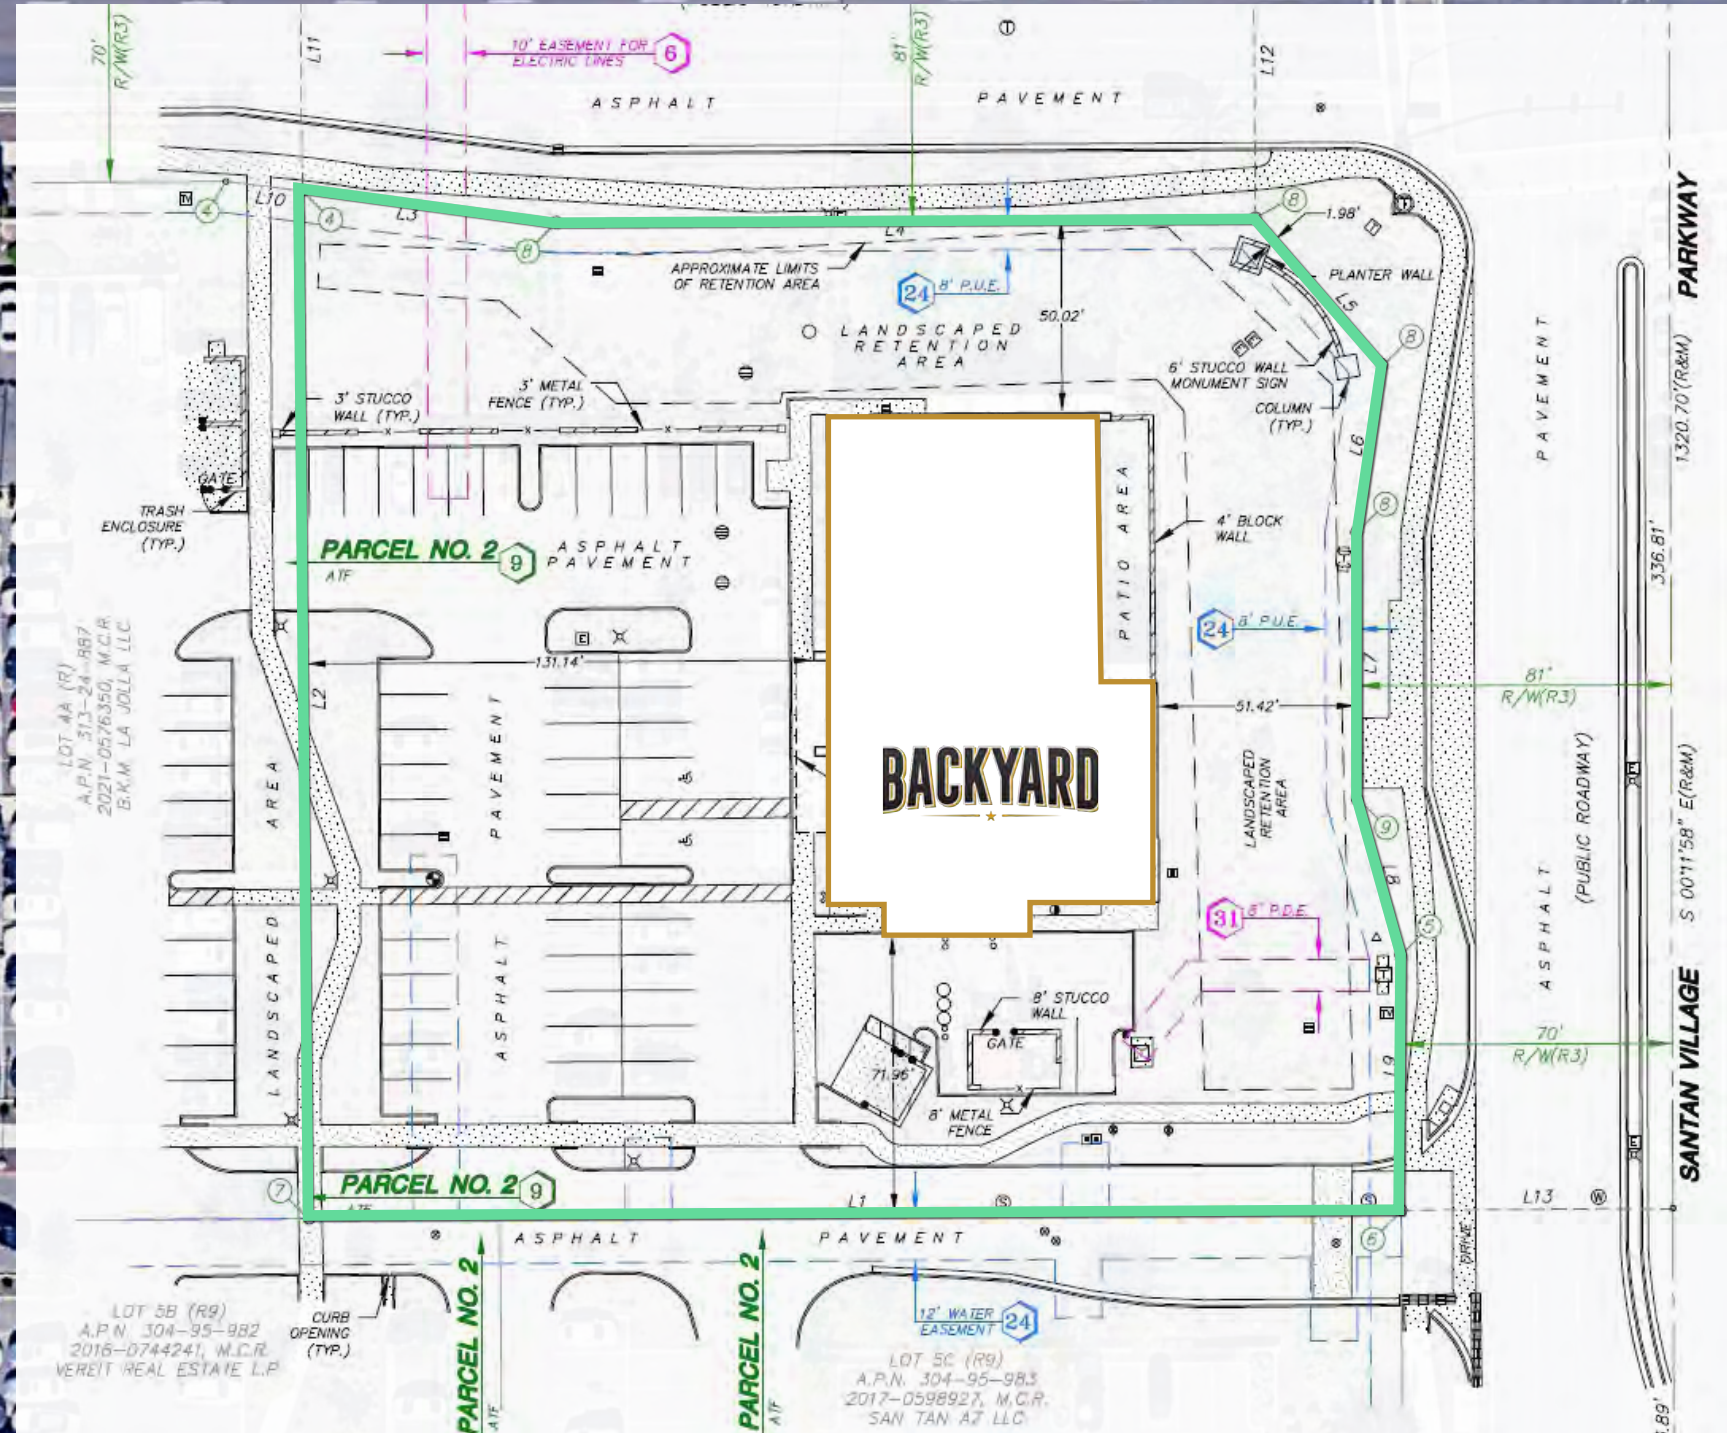 70'
R/W(R3)
L11
10' EASEMENT FOR
ELECTRIC LINES
6
81'
R/W(R3)
T
L12
ASPHALT
PAVEMENT
TV
4
L10
4
L3
8
L4
8
1.98'
T
T
PLANTER WALL
L5
APPROXIMATE LIMITS
OF RETENTION AREA
24
8' P.U.E.
50.02'
LANDSCAPED
RETENTION
AREA
8
6' STUCCO WALL
MONUMENT SIGN
COLUMN
(TYP.)
3' STUCCO
WALL (TYP.)
3' METAL
FENCE (TYP.)
L6
GATE
TRASH
ENCLOSURE
(TYP.)
PARCEL NO. 2
9
ATF
ASPHALT
PAVEMENT
PATIO AREA
4' BLOCK
WALL
8
PAVEMENT
PARKWAY
1320.70'(R&M)
336.81'
LOT 4A (R)
A.P.N. 313-24-887
2021-0576350, M.C.R.
B.K.M. LA JOLLA LLC
E
24
8' P.U.E.
131.14'
L2
L7
81'
R/W(R3)
51.42'
AREA
PAVEMENT
BACKYARD
LANDSCAPED
RETENTION
AREA
9
L8
(PUBLIC ROADWAY)
E
S 00°11'58" E(R&M)
ASPHALT
LANDSCAPED
ASPHALT
31
8' P.D.E.
5
T
TV
8' STUCCO
WALL
GATE
71.96'
8' METAL
FENCE
L9
70'
R/W(R3)
SANTAN VILLAGE
E
7
PARCEL NO. 2
9
ATF
L1
S
S
L13
W
6
DRIVE
ASPHALT
PAVEMENT
PARCEL NO. 2
ATF
PARCEL NO. 2
ATF
LOT 5B (R9)
A.P.N. 304-95-982
2016-0744241, M.C.R.
VEREIT REAL ESTATE L.P
CURB
OPENING
(TYP.)
12' WATER
EASEMENT
24
LOT 5C (R9)
A.P.N. 304-95-983
2017-0598927, M.C.R.
SAN TAN AZ LLC
.89'